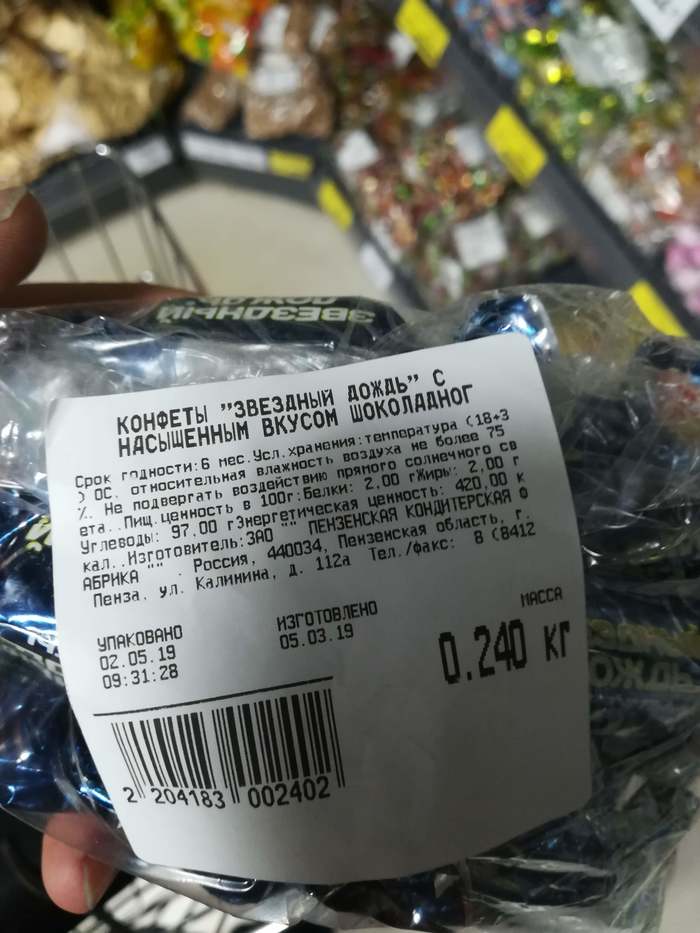 ЗВЕЗДНЫЙ
ДОЖДЬ
КОНФЕТЫ "ЗВЕЗДНЫЙ ДОЖДЬ" С
НАСЫЩЕННЫМ ВКУСОМ ШОКОЛАДНОГ
Срок годности:6 мес.Усл.хранения:температура (18+3
) ОС, относительная влажность воздуха не более 75
%. Не подвергать воздействию прямого солнечного св
ета..Пищ.ценность в 100г:Белки: 2,00 гЖиры: 2,00 г
Углеводы: 97,00 гЭнергетическая ценность: 420,00 к
кал..Изготовитель:ЗАО "" ПЕНЗЕНСКАЯ КОНДИТЕРСКАЯ Ф
АБРИКА "" . Россия, 440034, Пензенская область, г.
Пенза, ул. Калинина, д. 112а Тел./факс: 8 (8412
УПАКОВАНО
02.05.19
09:31:28
ИЗГОТОВЛЕНО
05.03.19
МАССА
0.240 кг
2 204183 002402
ДОЖДЬ